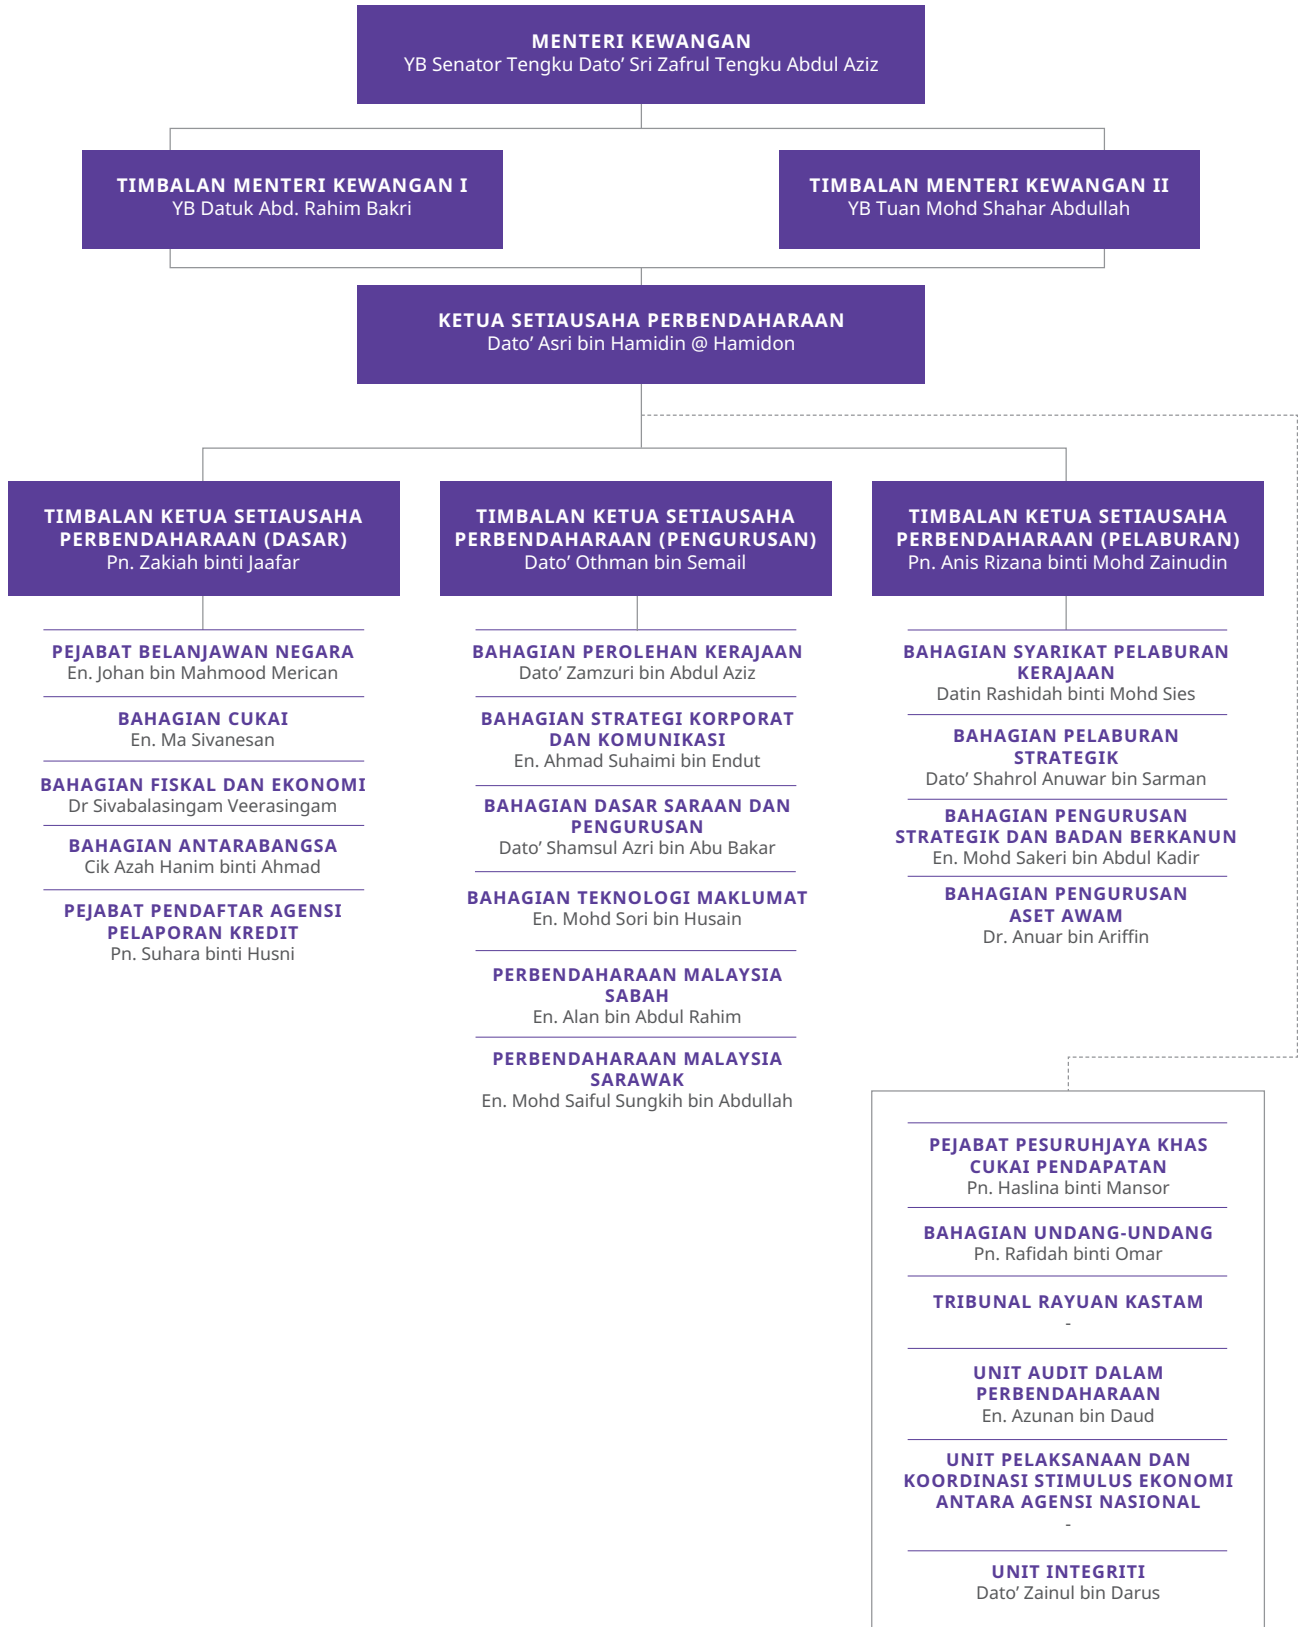 MENTERI KEWANGAN
YB Senator Tengku Dato’ Sri Zafrul Tengku Abdul Aziz
TIMBALAN MENTERI KEWANGAN I
YB Datuk Abd. Rahim Bakri
TIMBALAN MENTERI KEWANGAN II
YB Tuan Mohd Shahar Abdullah
KETUA SETIAUSAHA PERBENDAHARAAN
Dato’ Asri bin Hamidin @ Hamidon
TIMBALAN KETUA SETIAUSAHA
PERBENDAHARAAN (DASAR)
Pn. Zakiah binti Jaafar
PEJABAT BELANJAWAN NEGARA
En. Johan bin Mahmood Merican
BAHAGIAN CUKAI
En. Ma Sivanesan
BAHAGIAN FISKAL DAN EKONOMI
Dr Sivabalasingam Veerasingam
BAHAGIAN ANTARABANGSA
Cik Azah Hanim binti Ahmad
PEJABAT PENDAFTAR AGENSI
PELAPORAN KREDIT
Pn. Suhara binti Husni
TIMBALAN KETUA SETIAUSAHA
PERBENDAHARAAN (PENGURUSAN)
Dato’ Othman bin Semail
BAHAGIAN PEROLEHAN KERAJAAN
Dato’ Zamzuri bin Abdul Aziz
BAHAGIAN STRATEGI KORPORAT
DAN KOMUNIKASI
En. Ahmad Suhaimi bin Endut
BAHAGIAN DASAR SARAAN DAN
PENGURUSAN
Dato’ Shamsul Azri bin Abu Bakar
BAHAGIAN TEKNOLOGI MAKLUMAT
En. Mohd Sori bin Husain
PERBENDAHARAAN MALAYSIA
SABAH
En. Alan bin Abdul Rahim
PERBENDAHARAAN MALAYSIA
SARAWAK
En. Mohd Saiful Sungkih bin Abdullah
TIMBALAN KETUA SETIAUSAHA
PERBENDAHARAAN (PELABURAN)
Pn. Anis Rizana binti Mohd Zainudin
BAHAGIAN SYARIKAT PELABURAN
KERAJAAN
Datin Rashidah binti Mohd Sies
BAHAGIAN PELABURAN
STRATEGIK
Dato’ Shahrol Anuwar bin Sarman
BAHAGIAN PENGURUSAN
STRATEGIK DAN BADAN BERKANUN
En. Mohd Sakeri bin Abdul Kadir
BAHAGIAN PENGURUSAN
ASET AWAM
Dr. Anuar bin Ariffin
PEJABAT PESURUHJAYA KHAS
CUKAI PENDAPATAN
Pn. Haslina binti Mansor
BAHAGIAN UNDANG-UNDANG
Pn. Rafidah binti Omar
TRIBUNAL RAYUAN KASTAM
-
UNIT AUDIT DALAM
PERBENDAHARAAN
En. Azunan bin Daud
UNIT PELAKSANAAN DAN
KOORDINASI STIMULUS EKONOMI
ANTARA AGENSI NASIONAL
-
UNIT INTEGRITI
Dato’ Zainul bin Darus